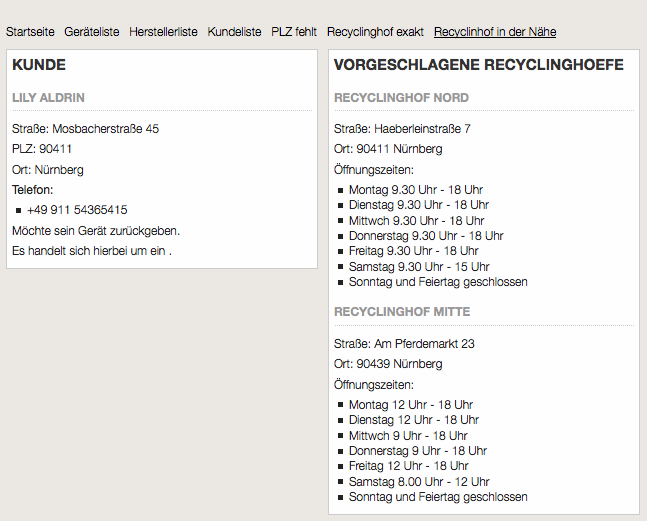 Startseite Geräteliste Herstellerliste Kundeliste PLZ fehlt Recyclinghof exakt Recyclinhof in der Nähe
KUNDE
LILY ALDRIN
Straße: Mosbacherstraße 45
PLZ: 90411
Ort: Nürnberg
Telefon:
+49 911 54365415
Möchte sein Gerät zurückgeben.
Es handelt sich hierbei um ein .
VORGESCHLAGENE RECYCLINGHOEFE
RECYCLINGHOF NORD
Straße: Haeberleinstraße 7
Ort: 90411 Nürnberg
Öffnungszeiten:
Montag 9.30 Uhr - 18 Uhr
Dienstag 9.30 Uhr - 18 Uhr
Mittwch 9.30 Uhr - 18 Uhr
Donnerstag 9.30 Uhr - 18 Uhr
Freitag 9.30 Uhr - 18 Uhr
Samstag 9.30 Uhr - 15 Uhr
Sonntag und Feiertag geschlossen
RECYCLINGHOF MITTE
Straße: Am Pferdemarkt 23
Ort: 90439 Nürnberg
Öffnungszeiten:
Montag 12 Uhr - 18 Uhr
Dienstag 12 Uhr - 18 Uhr
Mittwch 9 Uhr - 18 Uhr
Donnerstag 9 Uhr - 18 Uhr
Freitag 12 Uhr - 18 Uhr
Samstag 8.00 Uhr - 12 Uhr
Sonntag und Feiertag geschlossen